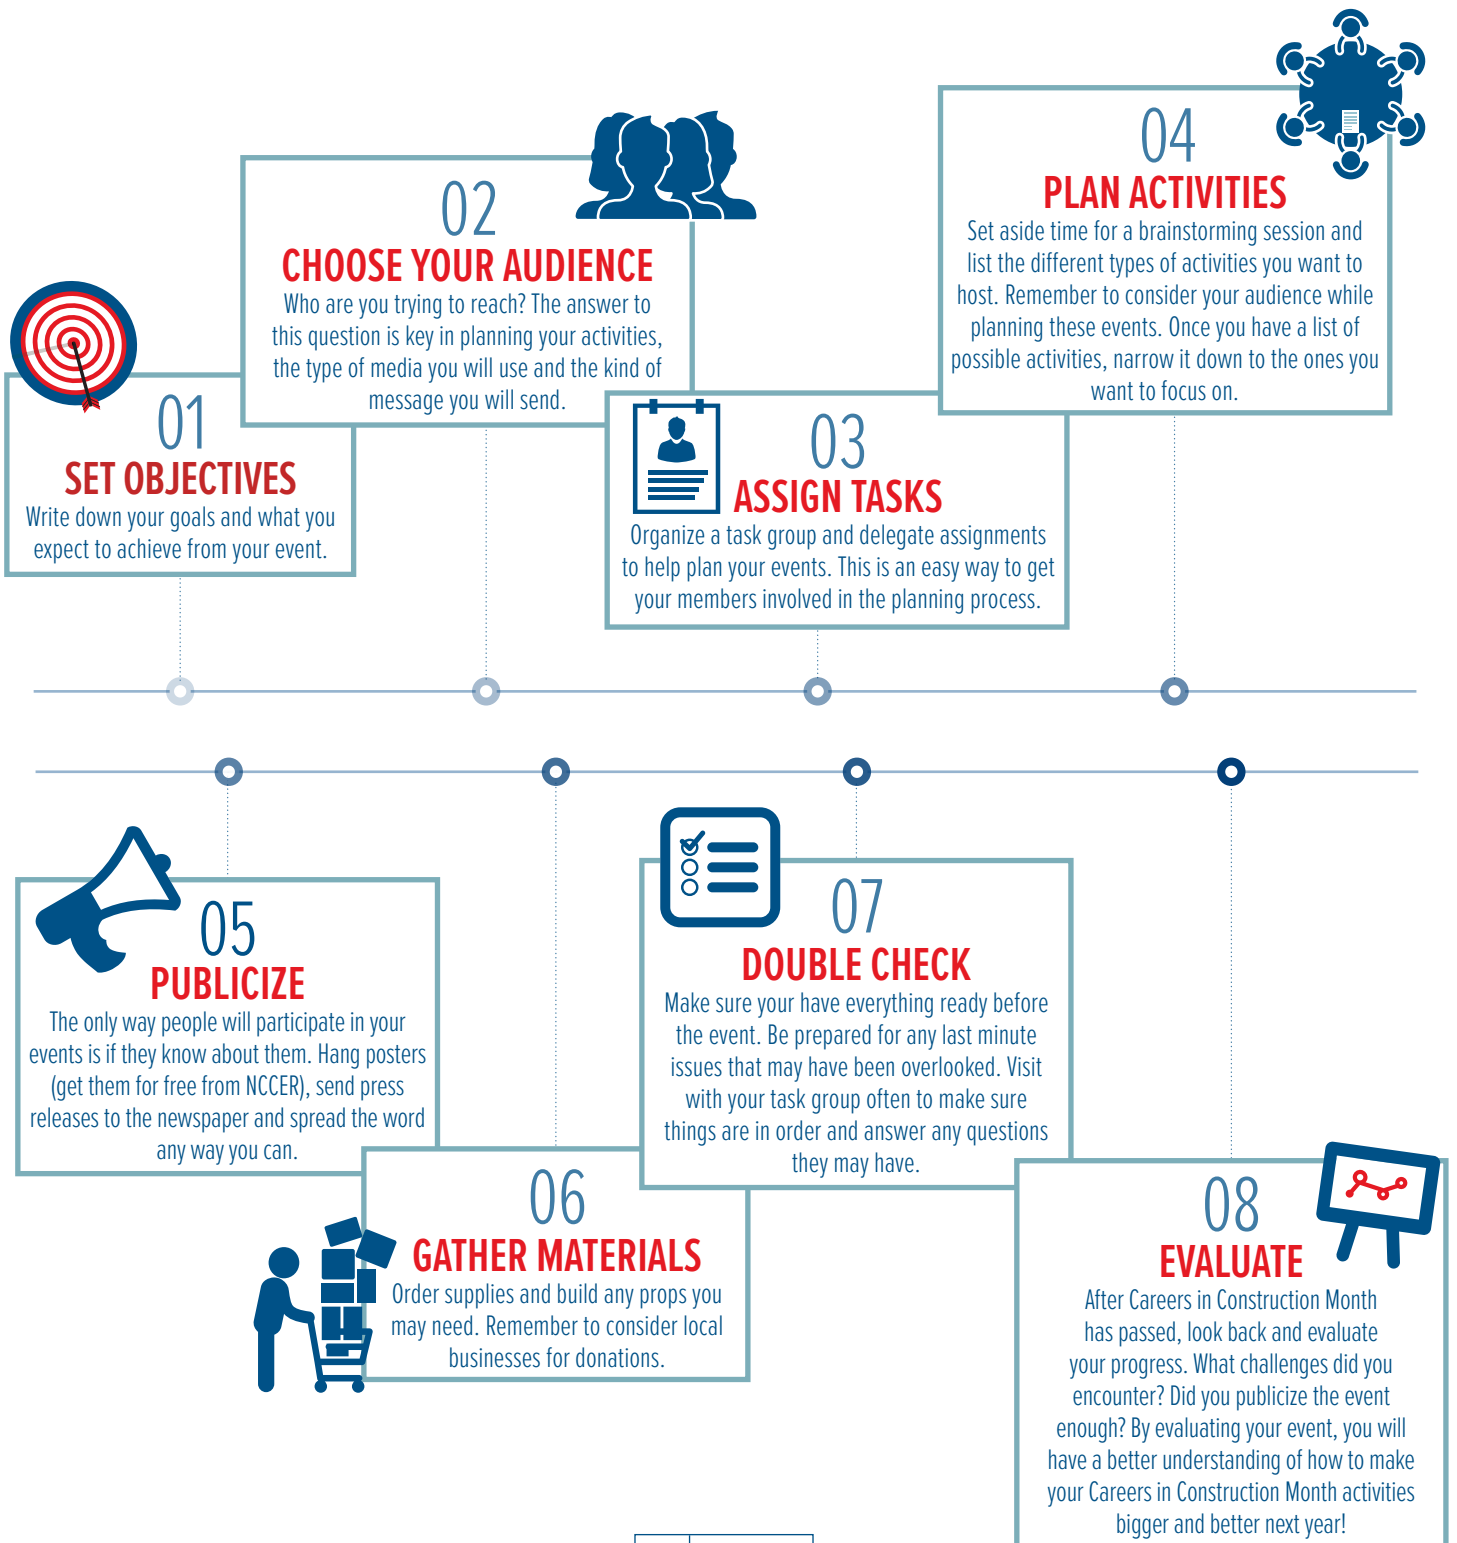 01
SET OBJECTIVES
Write down your goals and what you
expect to achieve from your event.
02
CHOOSE YOUR AUDIENCE
Who are you trying to reach? The answer to
this question is key in planning your activities,
the type of media you will use and the kind of
message you will send.
03
ASSIGN TASKS
Organize a task group and delegate assignments
to help plan your events. This is an easy way to get
your members involved in the planning process.
04
PLAN ACTIVITIES
Set aside time for a brainstorming session and
list the different types of activities you want to
host. Remember to consider your audience while
planning these events. Once you have a list of
possible activities, narrow it down to the ones you
want to focus on.
05
PUBLICIZE
The only way people will participate in your
events is if they know about them. Hang posters
(get them for free from NCCER), send press
releases to the newspaper and spread the word
any way you can.
06
GATHER MATERIALS
Order supplies and build any props you
may need. Remember to consider local
businesses for donations.
07
DOUBLE CHECK
Make sure your have everything ready before
the event. Be prepared for any last minute
issues that may have been overlooked. Visit
with your task group often to make sure
things are in order and answer any questions
they may have.
08
EVALUATE
After Careers in Construction Month
has passed, look back and evaluate
your progress. What challenges did you
encounter? Did you publicize the event
enough? By evaluating your event, you will
have a better understanding of how to make
your Careers in Construction Month activities
bigger and better next year!